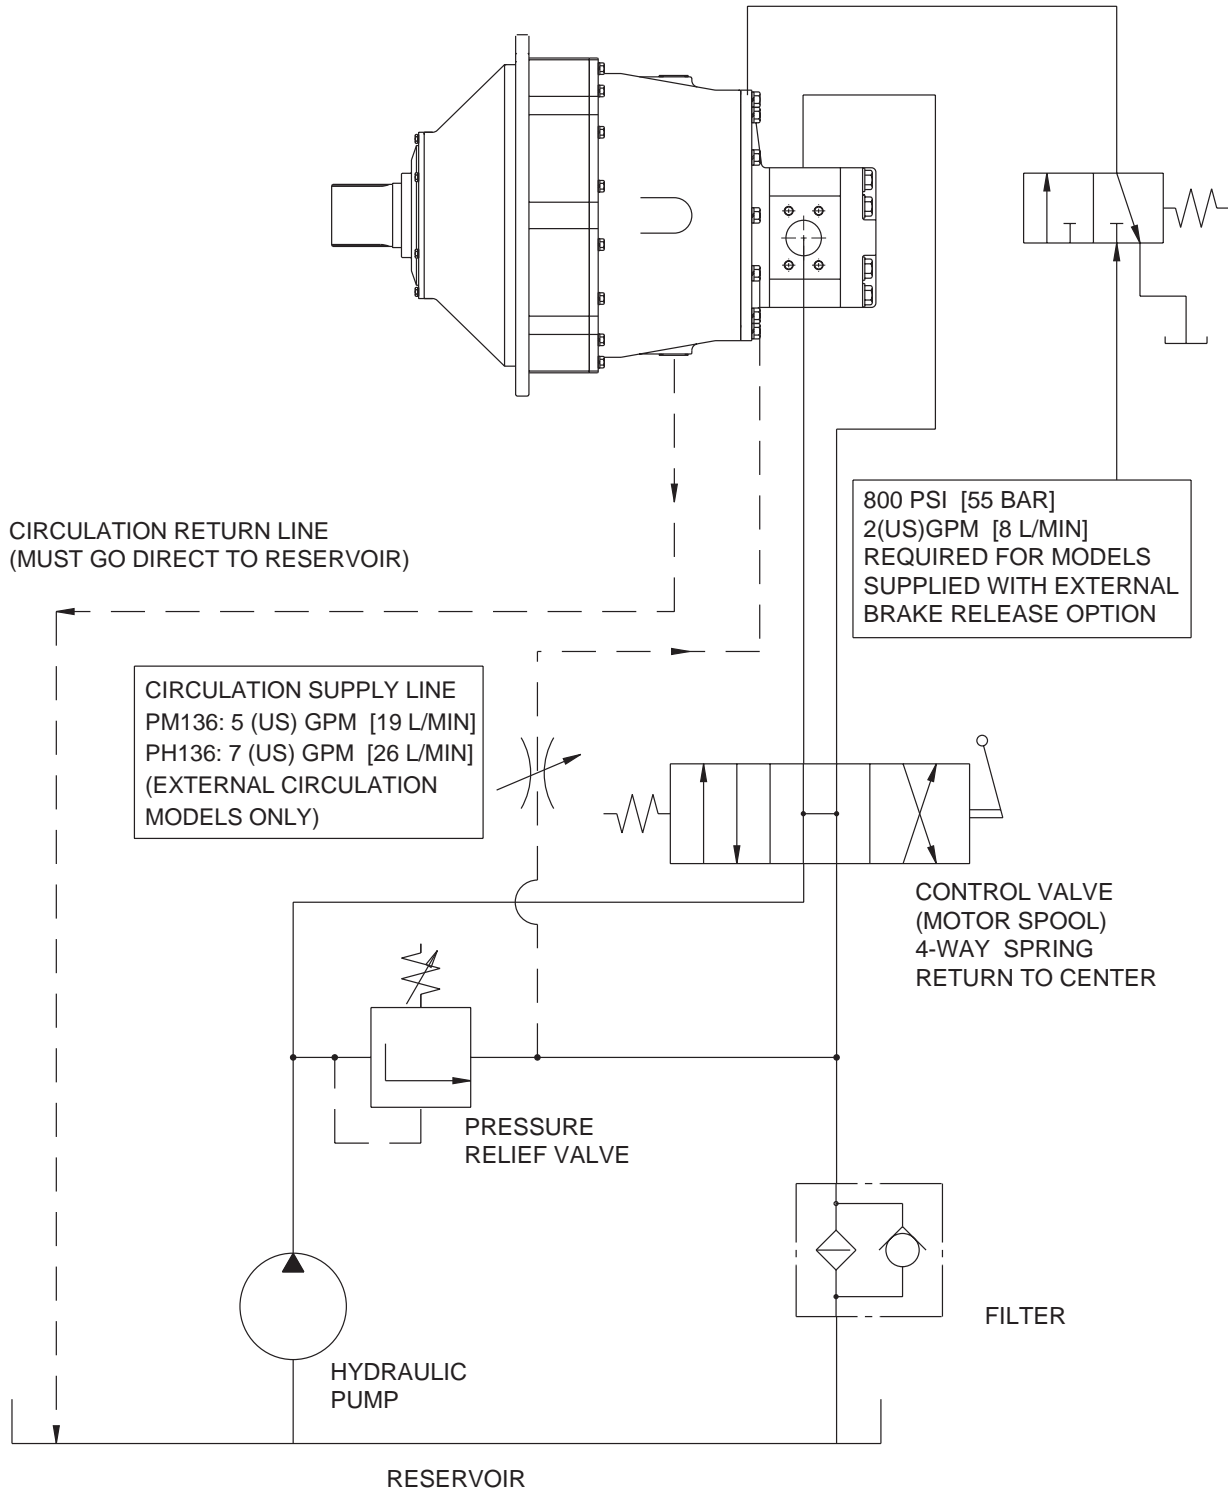 800 PSI [55 BAR]
2(US)GPM [8 L/MIN]
REQUIRED FOR MODELS
SUPPLIED WITH EXTERNAL
BRAKE RELEASE OPTION
CIRCULATION RETURN LINE
(MUST GO DIRECT TO RESERVOIR)
CIRCULATION SUPPLY LINE
PM136: 5 (US) GPM [19 L/MIN]
PH136: 7 (US) GPM [26 L/MIN]
(EXTERNAL CIRCULATION
MODELS ONLY)
CONTROL VALVE
(MOTOR SPOOL)
4-WAY SPRING
RETURN TO CENTER
PRESSURE
RELIEF VALVE
FILTER
HYDRAULIC
PUMP
RESERVOIR